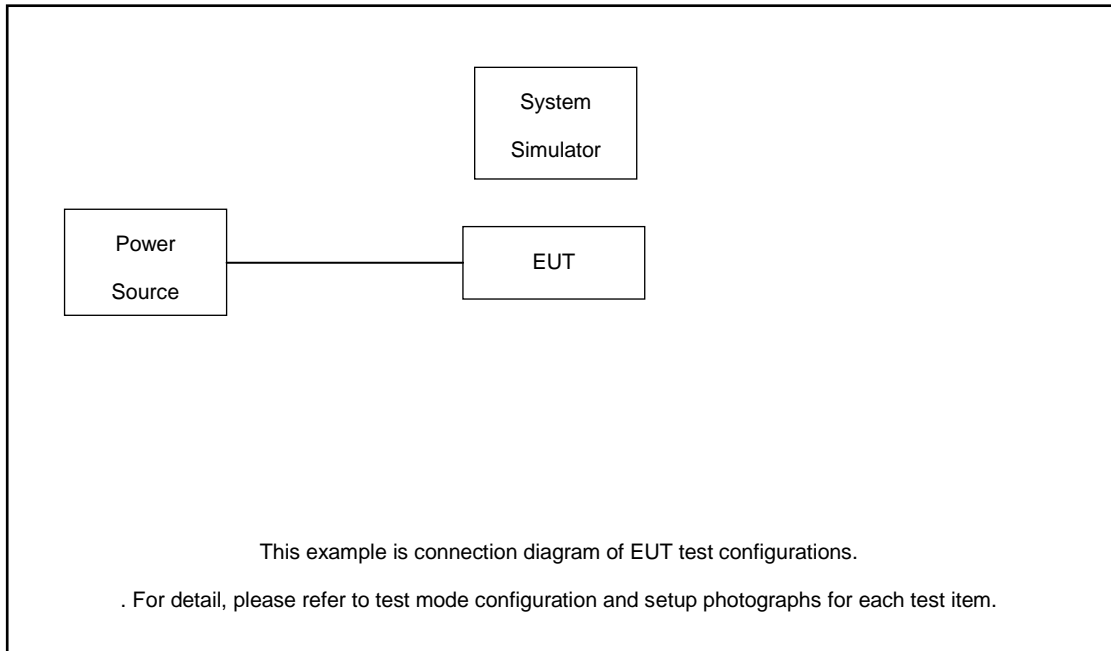 System
Simulator
Power
Source
EUT
This example is connection diagram of EUT test configurations.
. For detail, please refer to test mode configuration and setup photographs for each test item.